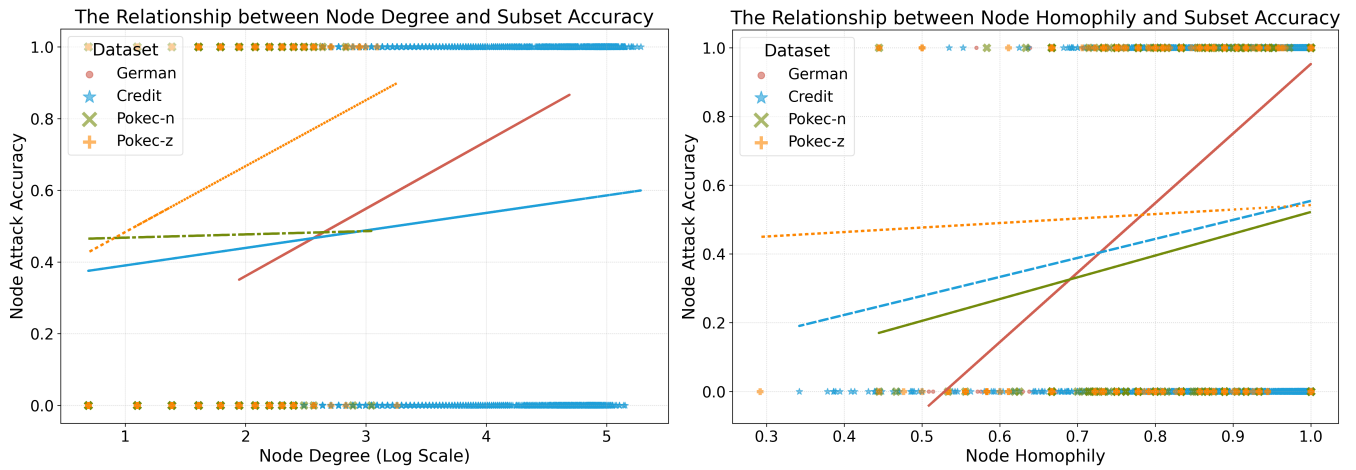 The Relationship between Node Degree and Subset Accuracy
Node Attack Accuracy
1.0
0.8
0.6
0.4
0.2
0.0
Dataset
German
Credit
Pokec-n
Pokec-z
1 2 3 4 5
Node Degree (Log Scale)
The Relationship between Node Homophily and Subset Accuracy
Node Attack Accuracy
1.0
0.8
0.6
0.4
0.2
0.0
Dataset
German
Credit
Pokec-n
Pokec-z
0.3 0.4 0.5 0.6 0.7 0.8 0.9 1.0
Node Homophily